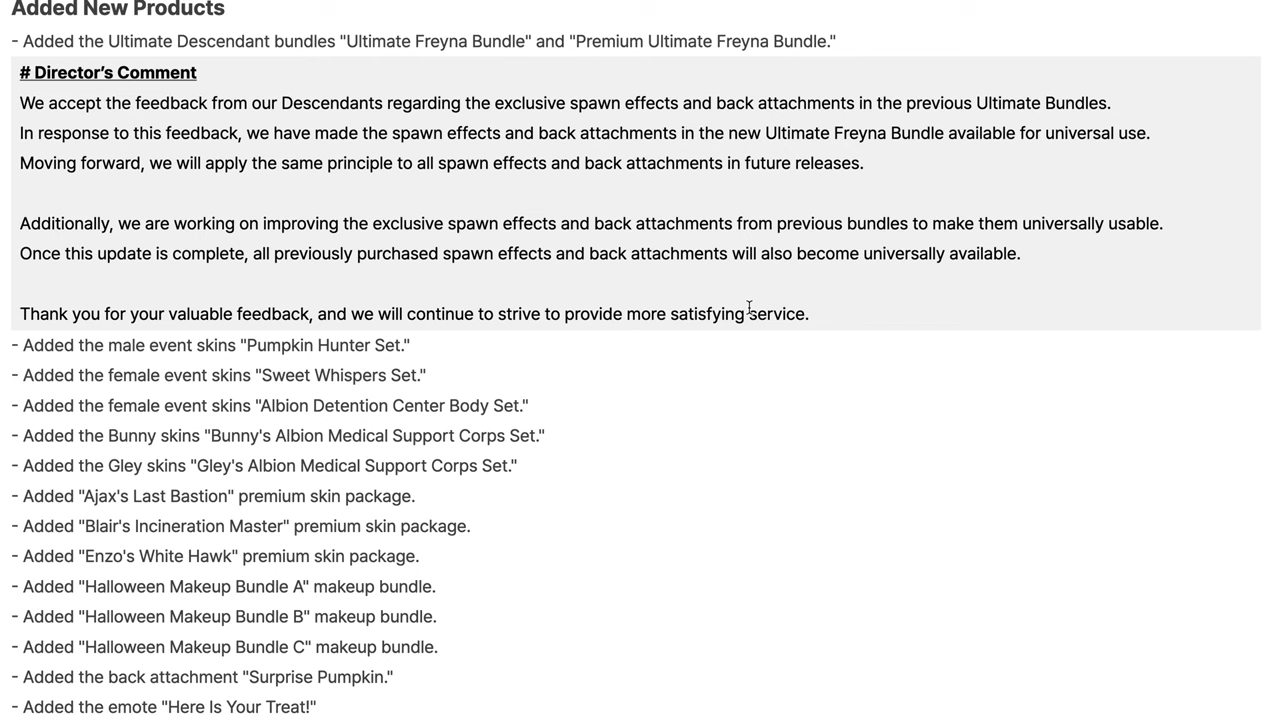 Added New Products
- Added the Ultimate Descendant bundles "Ultimate Freyna Bundle" and "Premium Ultimate Freyna Bundle."
# Director’s Comment
We accept the feedback from our Descendants regarding the exclusive spawn effects and back attachments in the previous Ultimate Bundles.
In response to this feedback, we have made the spawn effects and back attachments in the new Ultimate Freyna Bundle available for universal use.
Moving forward, we will apply the same principle to all spawn effects and back attachments in future releases.
Additionally, we are working on improving the exclusive spawn effects and back attachments from previous bundles to make them universally usable.
Once this update is complete, all previously purchased spawn effects and back attachments will also become universally available.
Thank you for your valuable feedback, and we will continue to strive to provide more satisfying service.
- Added the male event skins "Pumpkin Hunter Set."
- Added the female event skins "Sweet Whispers Set."
- Added the female event skins "Albion Detention Center Body Set."
- Added the Bunny skins "Bunny's Albion Medical Support Corps Set."
- Added the Gley skins "Gley's Albion Medical Support Corps Set."
- Added "Ajax's Last Bastion" premium skin package.
- Added "Blair's Incineration Master" premium skin package.
- Added "Enzo's White Hawk" premium skin package.
- Added "Halloween Makeup Bundle A" makeup bundle.
- Added "Halloween Makeup Bundle B" makeup bundle.
- Added "Halloween Makeup Bundle C" makeup bundle.
- Added the back attachment "Surprise Pumpkin."
- Added the emote "Here Is Your Treat!"